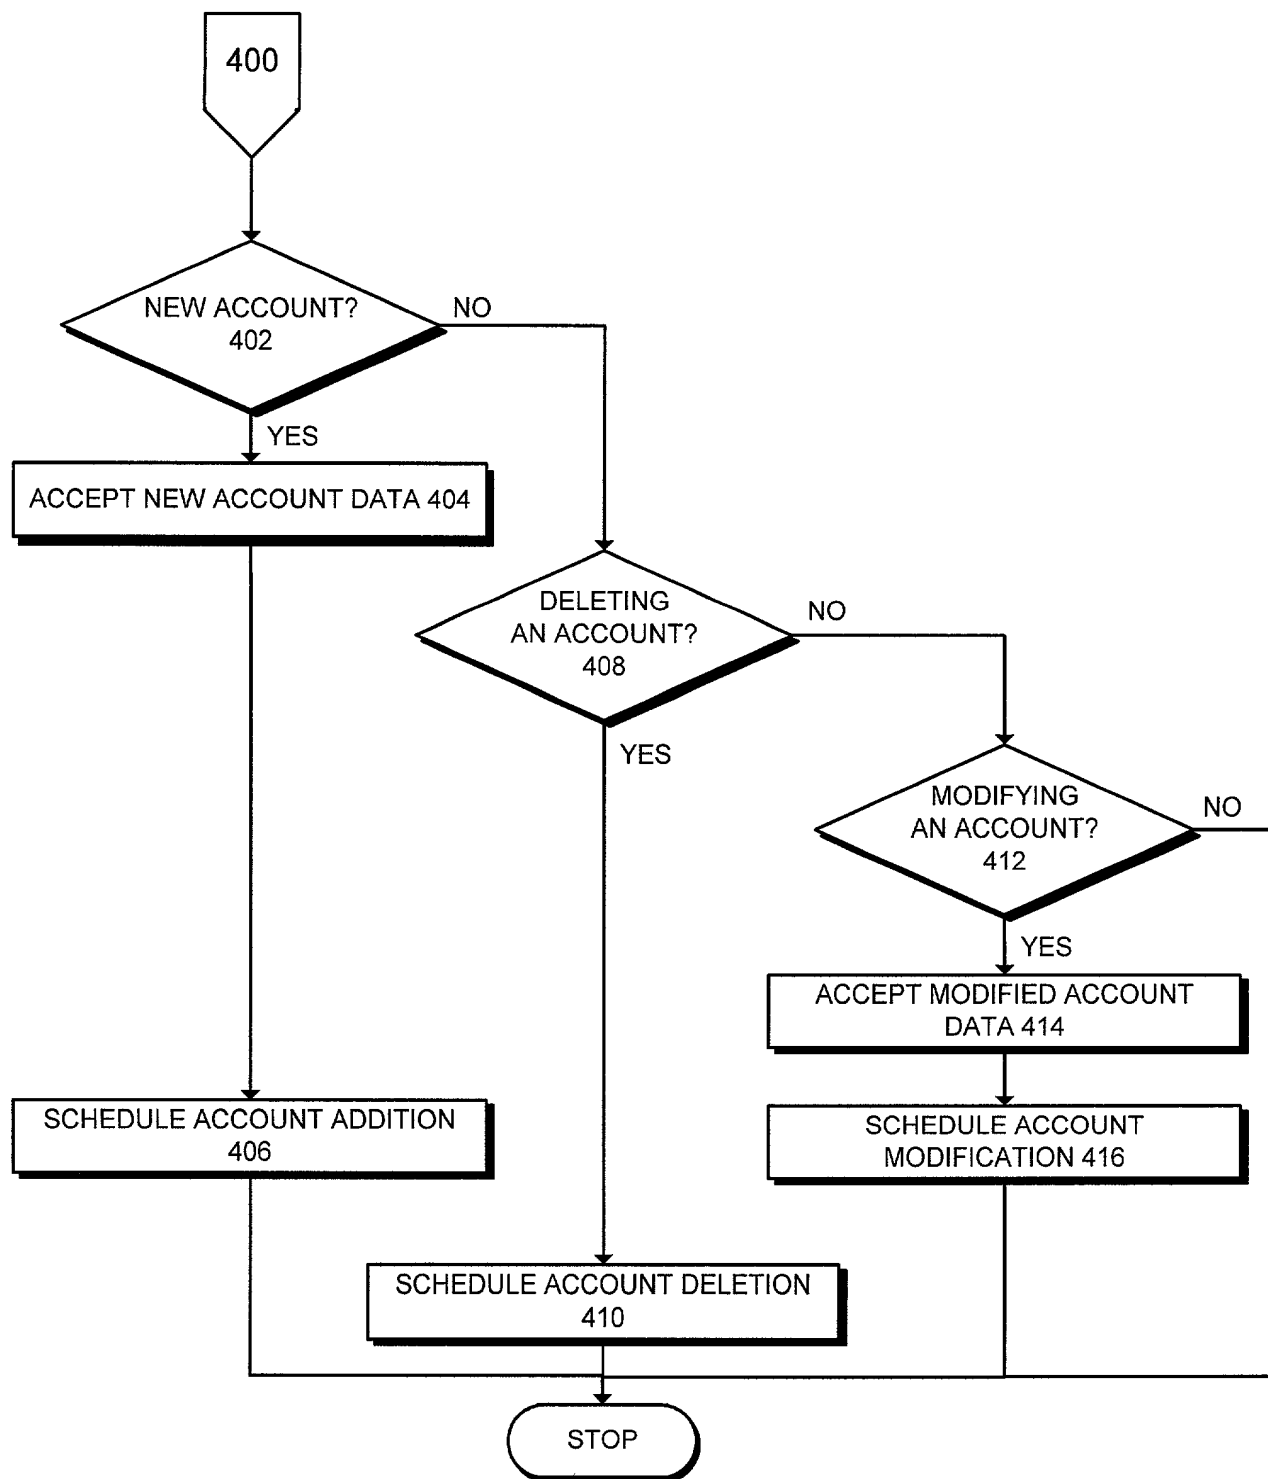 400
NEW ACCOUNT?
402
NO
YES
ACCEPT NEW ACCOUNT DATA 404
DELETING
AN ACCOUNT?
408
NO
YES
MODIFYING
AN ACCOUNT?
412
NO
YES
ACCEPT MODIFIED ACCOUNT
DATA 414
SCHEDULE ACCOUNT ADDITION
406
SCHEDULE ACCOUNT
MODIFICATION 416
SCHEDULE ACCOUNT DELETION
410
STOP